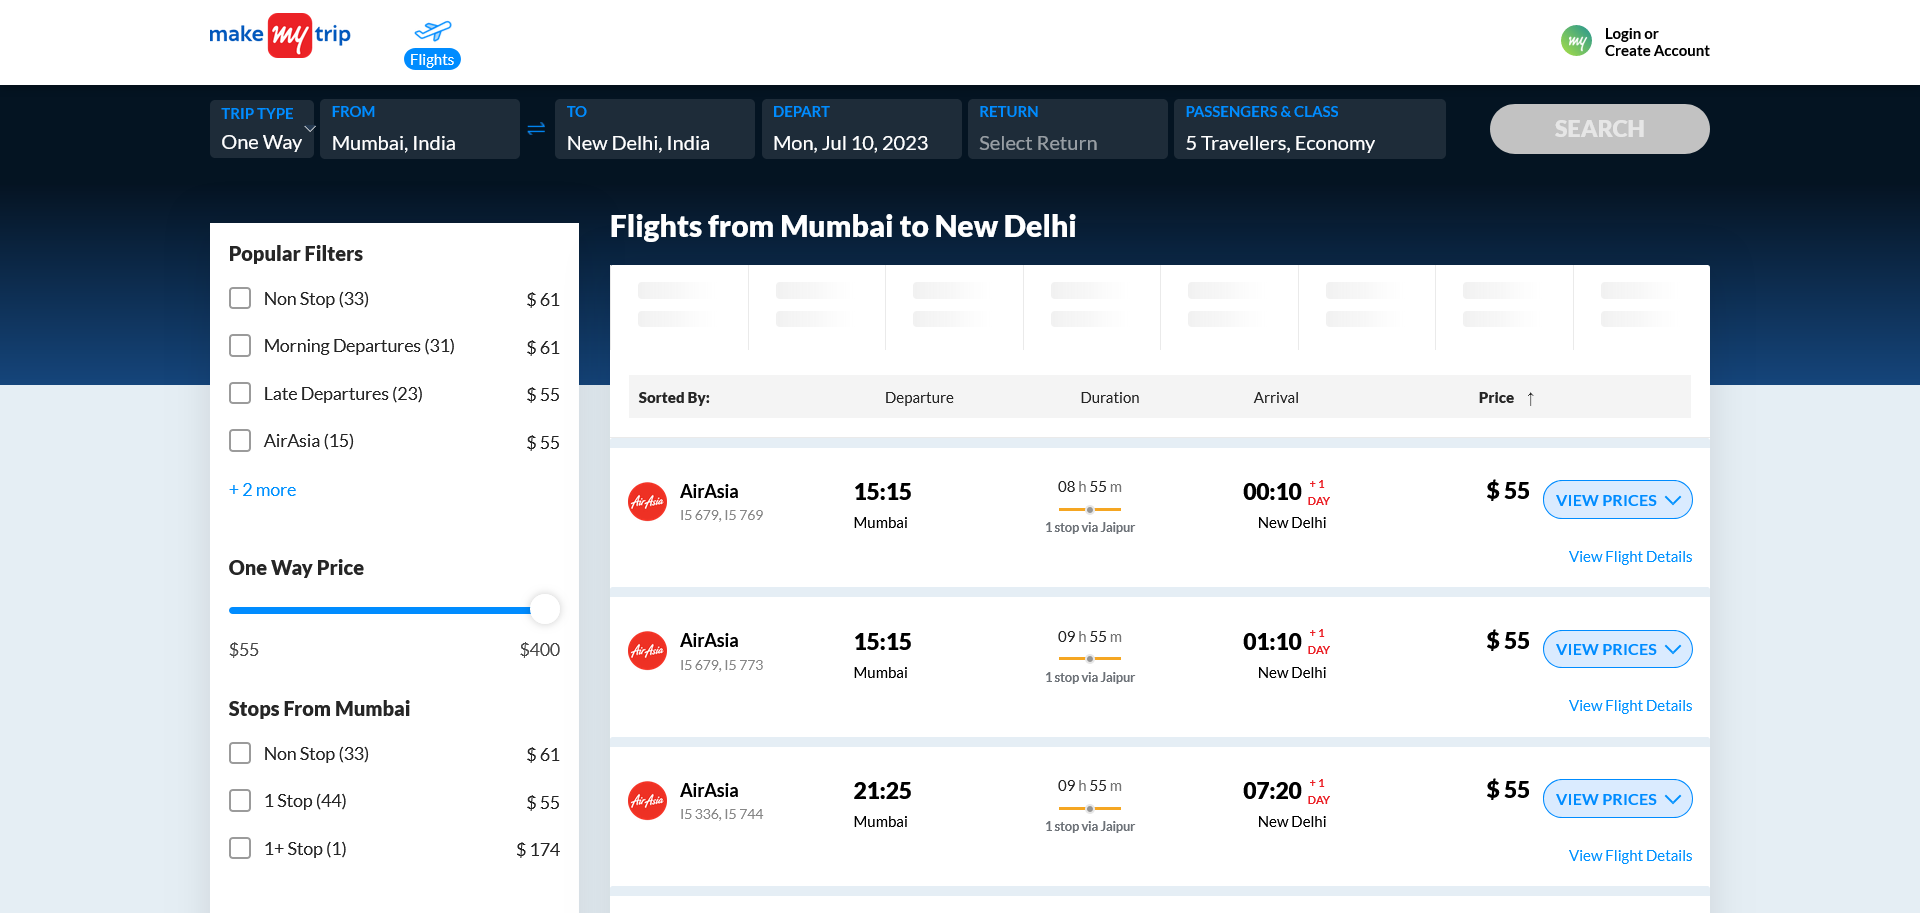 make my trip
Flights
my
Login or
Create Account
TRIP TYPE
One Way
FROM
Mumbai, India
TO
New Delhi, India
DEPART
Mon, Jul 10, 2023
RETURN
Select Return
PASSENGERS & CLASS
5 Travellers, Economy
SEARCH
Popular Filters
Non Stop (33) $ 61
Morning Departures (31) $ 61
Late Departures (23) $ 55
AirAsia (15) $ 55
+ 2 more
One Way Price
$55 $400
Stops From Mumbai
Non Stop (33) $ 61
1 Stop (44) $ 55
1+ Stop (1) $ 174
Flights from Mumbai to New Delhi
Sorted By: Departure Duration Arrival Price ↑
AirAsia
AirAsia
I5 679, I5 769
15:15
Mumbai
08 h 55 m
1 stop via Jaipur
00:10 + 1 DAY
New Delhi
$ 55
VIEW PRICES
View Flight Details
AirAsia
AirAsia
I5 679, I5 773
15:15
Mumbai
09 h 55 m
1 stop via Jaipur
01:10 + 1 DAY
New Delhi
$ 55
VIEW PRICES
View Flight Details
AirAsia
AirAsia
I5 336, I5 744
21:25
Mumbai
09 h 55 m
1 stop via Jaipur
07:20 + 1 DAY
New Delhi
$ 55
VIEW PRICES
View Flight Details